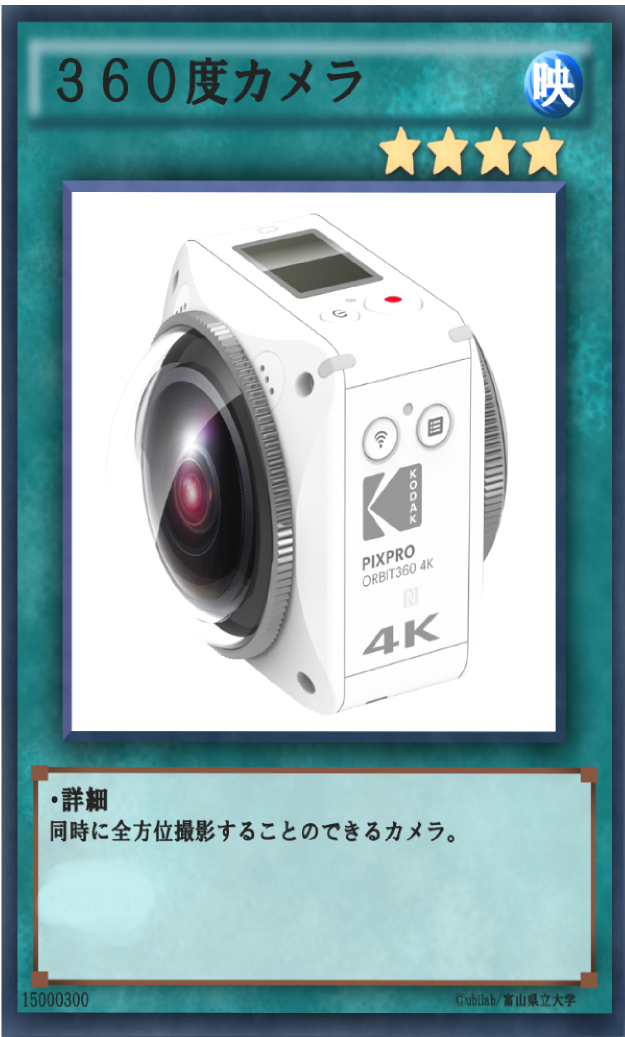 ３６０度カメラ
映
KODAK
PIXPRO
ORBIT360 4K
4K
・詳細
同時に全方位撮影することのできるカメラ。
15000300
©ubilab/富山県立大学